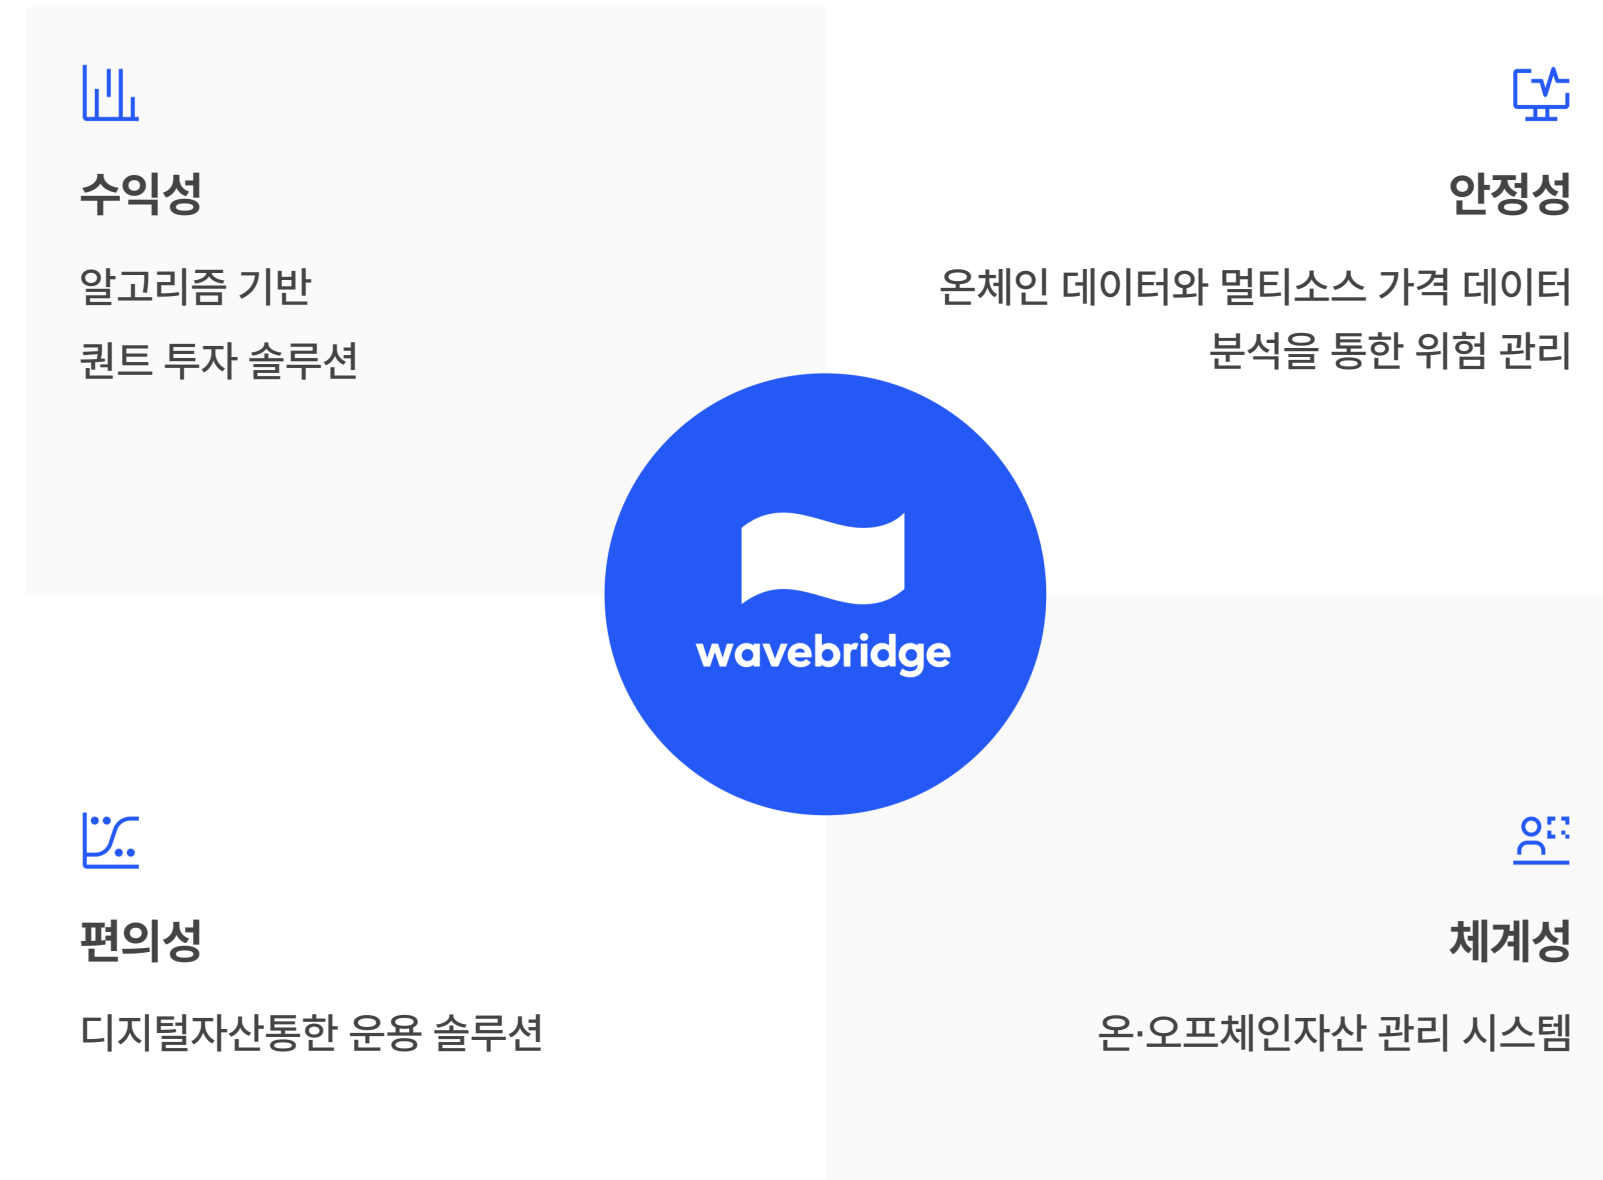 수익성
알고리즘 기반
퀀트 투자 솔루션
안정성
온체인 데이터와 멀티소스 가격 데이터
분석을 통한 위험 관리
wavebridge
편의성
디지털자산통한 운용 솔루션
체계성
온·오프체인자산 관리 시스템